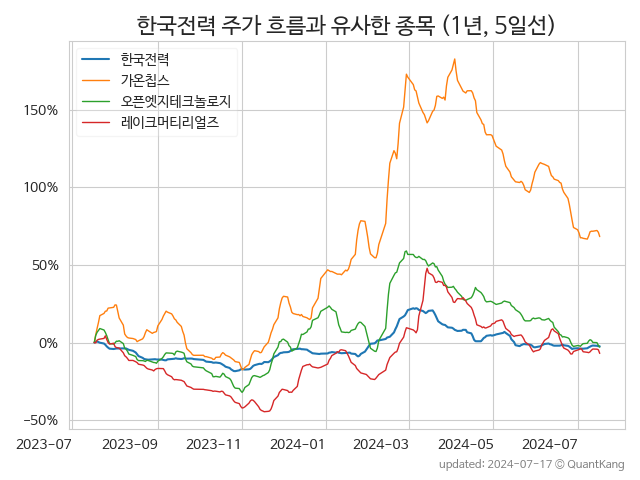 한국전력 주가 흐름과 유사한 종목 (1년, 5일선)
한국전력
가온칩스
오픈엣지테크놀로지
레이크머티리얼즈
150%
100%
50%
0%
−50%
2023-07 2023-09 2023-11 2024-01 2024-03 2024-05 2024-07
updated: 2024-07-17 © QuantKang